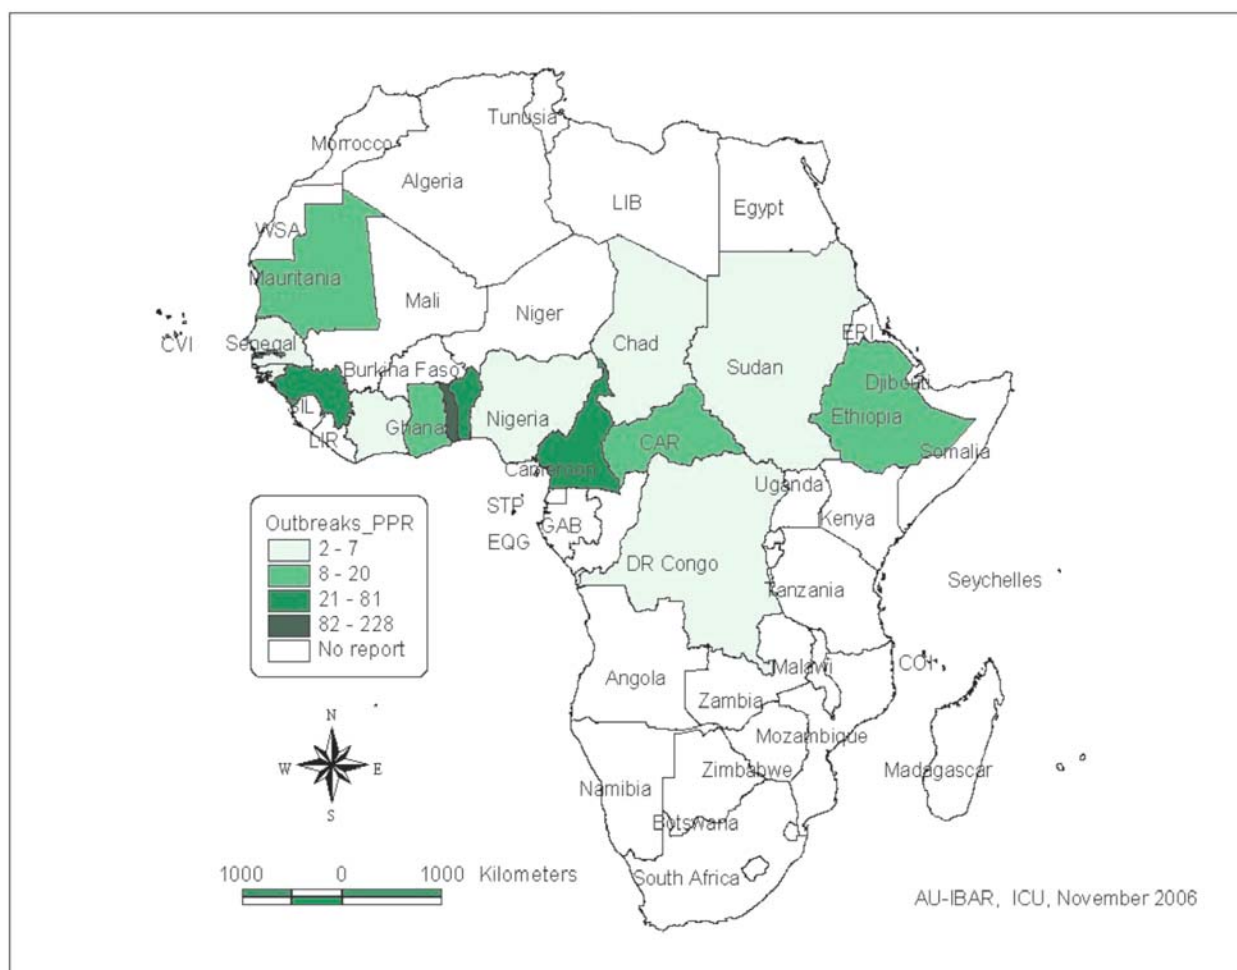 Tunusia
Morrocco
Algeria
LIB
Egypt
WSA
Mauritania
Mali
Niger
CVI
Senegal
Chad
ERI
Burkina Faso
Sudan
Djibouti
SIL
Ghana
Nigeria
Ethiopia
LIR
CAR
Somalia
Cameroon
Uganda
STP
GAB
Kenya
EQG
DR Congo
Tanzania
Seychelles
Outbreaks_PPR
2 - 7
8 - 20
21 - 81
82 - 228
No report
Angola
Malawi
COI
Zambia
Mozambique
Zimbabwe
Madagascar
Namibia
Botswana
South Africa
N
W E
S
1000 0 1000 Kilometers
AU-IBAR, ICU, November 2006